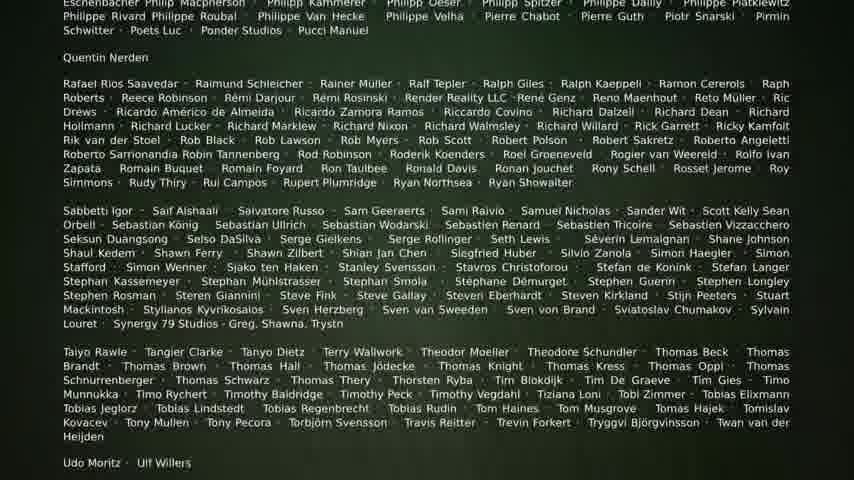 Eschenbacher Philip Macpherson · Philipp Kammerer · Philipp Oeser · Philipp Spitzer · Philippe Dailly · Philippe Piatkiewitz
Philippe Rivard Philippe Roubal · Philippe Van Hecke · Philippe Velha · Pierre Chabot · Pierre Guth · Piotr Snarski · Pirmin
Schwitter · Poets Luc · Ponder Studios · Pucci Manuel
Quentin Nerden
Rafael Rios Saavedar · Raimund Schleicher · Rainer Müller · Ralf Tepler · Ralph Giles · Ralph Kaeppeli · Ramon Cererols · Raph
Roberts · Reece Robinson · Rémi Darjour · Rémi Rosinski · Render Reality LLC · René Genz · Reno Maenhout · Reto Müller · Ric
Drews · Ricardo Américo de Almeida · Ricardo Zamora Ramos · Riccardo Covino · Richard Dalzell · Richard Dean · Richard
Hollmann · Richard Lucker · Richard Marklew · Richard Nixon · Richard Walmsley · Richard Willard · Rick Garrett · Ricky Kamfolt
Rik van der Stoel · Rob Black · Rob Lawson · Rob Myers · Rob Scott · Robert Polson · Robert Sakretz · Roberto Angeletti
Roberto Sarnonandia Robin Tannenberg · Rod Robinson · Roderik Koenders · Roel Groeneveld · Rogier van Weereld · Rolfo Ivan
Zapata · Romain Buquet · Romain Foyard · Ron Taulbee · Ronald Davis · Ronan Jouchet · Rony Schell · Rosset Jerome · Roy
Simmons · Rudy Thiry · Rui Campos · Rupert Plumridge · Ryan Northsea · Ryan Showalter
Sabbetti Igor · Saif Alshaali · Salvatore Russo · Sam Geeraerts · Sami Raivio · Samuel Nicholas · Sander Wit · Scott Kelly Sean
Orbell · Sebastian König · Sebastian Ullrich · Sebastian Wodarski · Sebastien Renard · Sebastien Tricoire · Sebastien Vizzacchero
Seksun Duangsong · Selso DaSilva · Serge Gielkens · Serge Rollinger · Seth Lewis · Séverin Lemaignan · Shane Johnson
Shaul Kedem · Shawn Ferry · Shawn Zilbert · Shian Jan Chen · Siegfried Huber · Silvio Zanola · Simon Haegler · Simon
Stafford · Simon Wenner · Sjako ten Haken · Stanley Svensson · Stavros Christoforou · Stefan de Konink · Stefan Langer
Stephan Kassemeyer · Stephan Mühlstrasser · Stephan Smola · Stéphane Démurget · Stephen Guerin · Stephen Longley
Stephen Rosman · Steren Giannini · Steve Fink · Steve Gallay · Steven Eberhardt · Steven Kirkland · Stijn Peeters · Stuart
Mackintosh · Stylianos Kyvrikosaios · Sven Herzberg · Sven van Sweeden · Sven von Brand · Sviatoslav Chumakov · Sylvain
Louret · Synergy 79 Studios - Greg, Shawna, Trystn
Taiyo Rawle · Tangier Clarke · Tanyo Dietz · Terry Wallwork · Theodor Moeller · Theodore Schundler · Thomas Beck · Thomas
Brandt · Thomas Brown · Thomas Hall · Thomas Jödecke · Thomas Knight · Thomas Kress · Thomas Oppl · Thomas
Schnurrenberger · Thomas Schwarz · Thomas Thery · Thorsten Ryba · Tim Blokdijk · Tim De Graeve · Tim Gies · Timo
Munnukka · Timo Rychert · Timothy Baldridge · Timothy Peck · Timothy Vegdahl · Tiziana Loni · Tobi Zimmer · Tobias Elixmann
Tobias Jeglorz · Tobias Lindstedt · Tobias Regenbrecht · Tobias Rudin · Tom Haines · Tom Musgrove · Tomas Hajek · Tomislav
Kovacev · Tony Mullen · Tony Pecora · Torbjörn Svensson · Travis Reitter · Trevin Forkert · Tryggvi Björgvinsson · Twan van der
Heijden
Udo Moritz · Ulf Willers